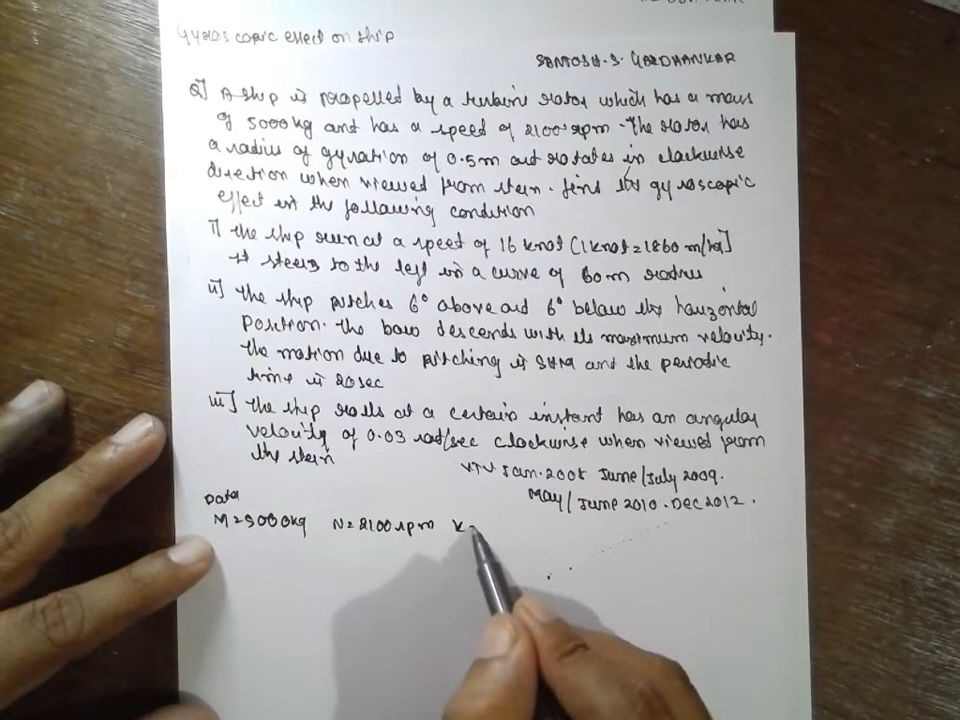 Gyroscopic effect on ship
SANTOSH.S. GARDHANKAR
Q] A ship is propelled by a turbine rotor which has a mass
of 5000kg and has a speed of 2100 rpm. The rotor has
a radius of gyration of 0.5m and rotates in clockwise
direction when viewed from stern. find the gyroscopic
effect in the following condition
i] the ship run at a speed of 16 knot (1 knot = 1860 m/hr]
it steers to the left in a curve of 60m radius
ii] The ship pitches 6° above and 6° below the horizontal
position. the bow descends with its maximum velocity.
the motion due to pitching is SHM and the periodic
time is 20sec
iii] The ship rolls at a certain instant has an angular
velocity of 0.03 rad/sec clockwise when viewed from
the stern
VTU Jan.2008 June/July 2009.
May/June 2010. Dec 2012.
Data
M=5000kg N=2100 rpm K=